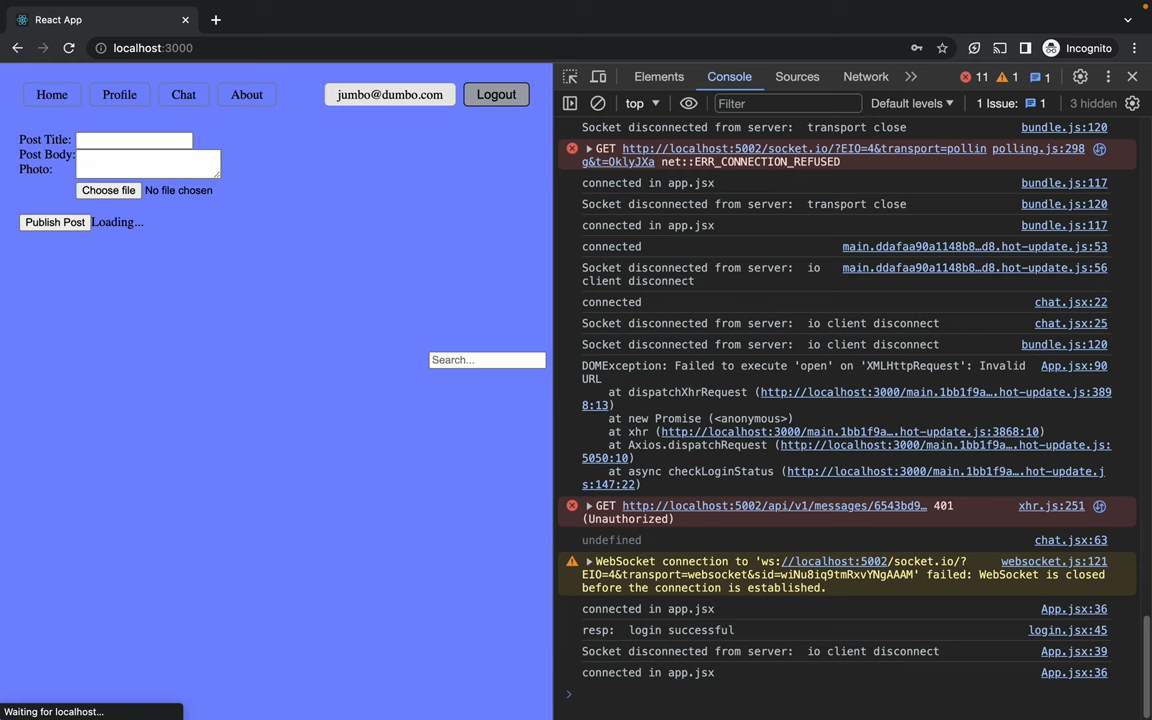 React App
localhost:3000
Incognito
Home
Profile
Chat
About
jumbo@dumbo.com
Logout
Post Title:
Post Body:
Photo:
Choose file No file chosen
Publish Post Loading...
Search...
Waiting for localhost...
Elements Console Sources Network 11 1 1
top Filter Default levels 1 Issue: 1 3 hidden
Socket disconnected from server: transport close bundle.js:120
GET http://localhost:5002/socket.io/?EIO=4&transport=pollin polling.js:298
g&t=OklyJXa net::ERR_CONNECTION_REFUSED
connected in app.jsx bundle.js:117
Socket disconnected from server: transport close bundle.js:120
connected in app.jsx bundle.js:117
connected main.ddafaa90a1148b8…d8.hot-update.js:53
Socket disconnected from server: io main.ddafaa90a1148b8…d8.hot-update.js:56
client disconnect
connected chat.jsx:22
Socket disconnected from server: io client disconnect chat.jsx:25
Socket disconnected from server: io client disconnect bundle.js:120
DOMException: Failed to execute 'open' on 'XMLHttpRequest': Invalid App.jsx:90
URL
at dispatchXhrRequest (http://localhost:3000/main.1bb1f9a….hot-update.js:389
8:13)
at new Promise (<anonymous>)
at xhr (http://localhost:3000/main.1bb1f9a….hot-update.js:3868:10)
at Axios.dispatchRequest (http://localhost:3000/main.1bb1f9a….hot-update.js:
5050:10)
at async checkLoginStatus (http://localhost:3000/main.1bb1f9a….hot-update.j
s:147:22)
GET http://localhost:5002/api/v1/messages/6543bd9… 401 xhr.js:251
(Unauthorized)
undefined chat.jsx:63
WebSocket connection to 'ws://localhost:5002/socket.io/? websocket.js:121
EIO=4&transport=websocket&sid=wiNu8iq9tmRxvYNgAAAM' failed: WebSocket is closed
before the connection is established.
connected in app.jsx App.jsx:36
resp: login successful login.jsx:45
Socket disconnected from server: io client disconnect App.jsx:39
connected in app.jsx App.jsx:36